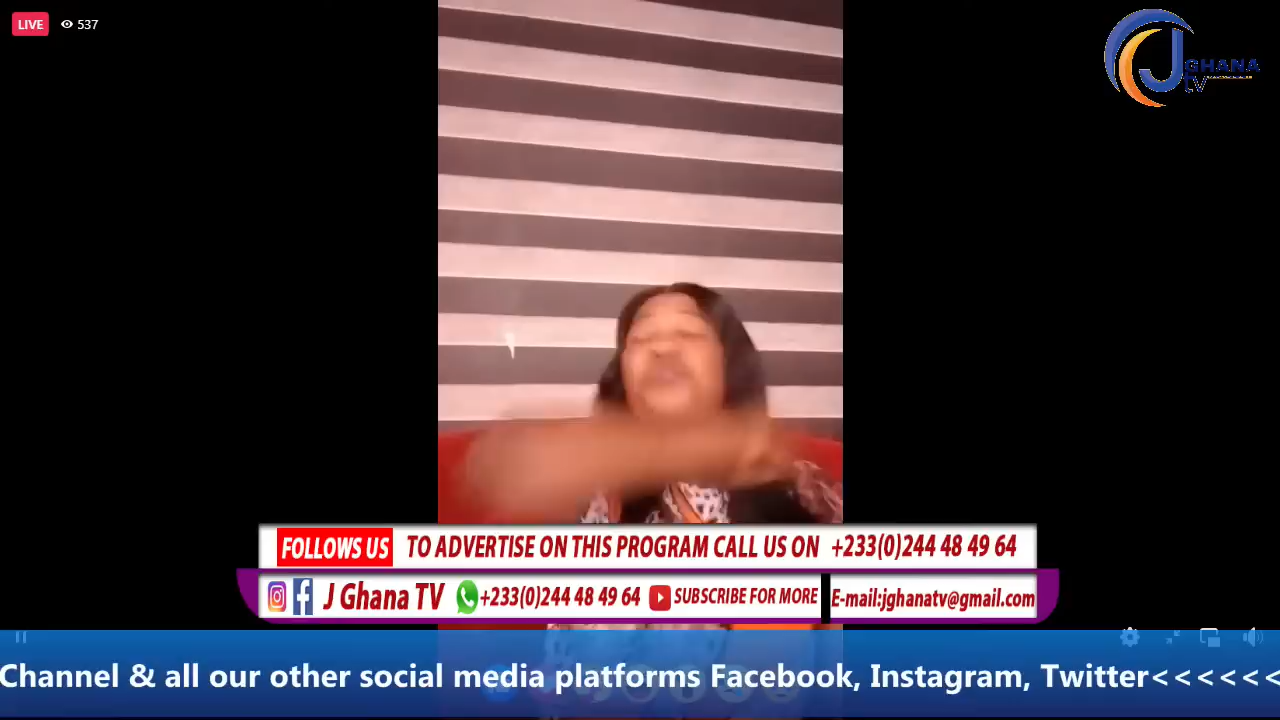 LIVE 537
J GHANA
tv
FOLLOWS US TO ADVERTISE ON THIS PROGRAM CALL US ON +233(0)244 48 49 64
J Ghana TV +233(0)244 48 49 64 SUBSCRIBE FOR MORE E-mail:jghanatv@gmail.com
Channel & all our other social media platforms Facebook, Instagram, Twitter<<<<<<